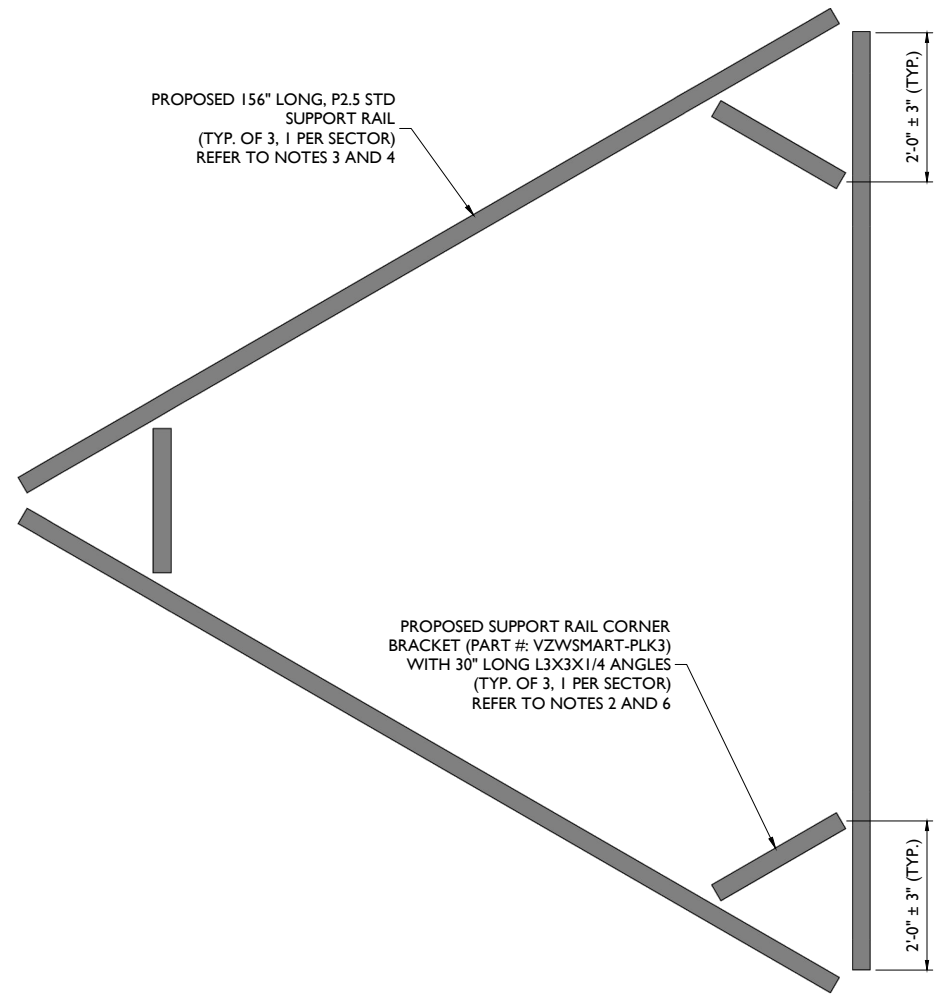 PROPOSED 156" LONG, P2.5 STD
SUPPORT RAIL
(TYP. OF 3, 1 PER SECTOR)
REFER TO NOTES 3 AND 4
2'-0" ± 3" (TYP.)
PROPOSED SUPPORT RAIL CORNER
BRACKET (PART #: VZWSMART-PLK3)
WITH 30" LONG L3X3X1/4 ANGLES
(TYP. OF 3, 1 PER SECTOR)
REFER TO NOTES 2 AND 6
2'-0" ± 3" (TYP.)